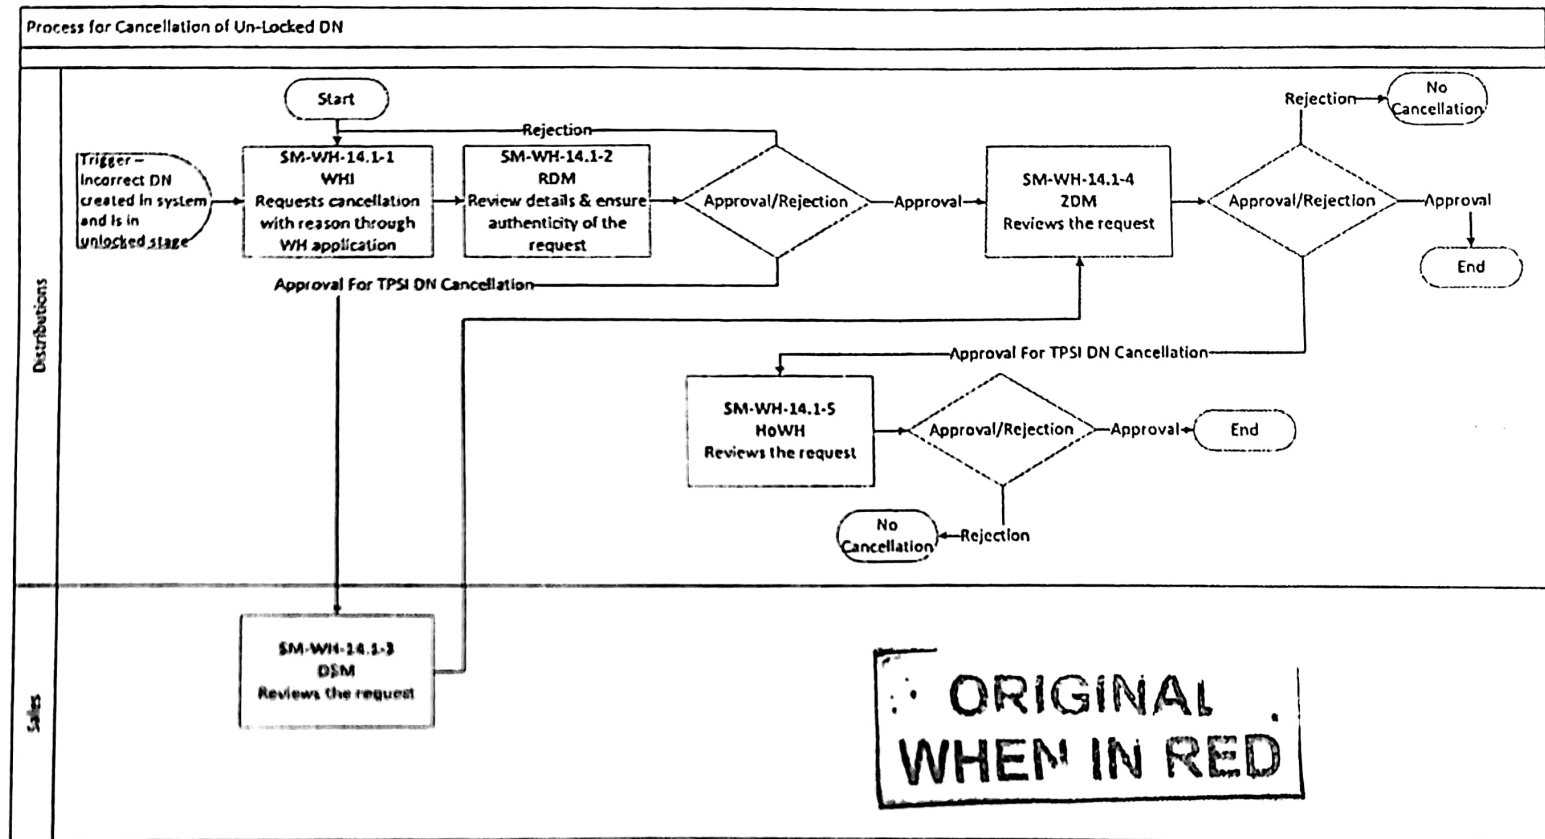 Process for Cancellation of Un-Locked DN
Start
Rejection
Trigger –
Incorrect DN
created in system
and is in
unlocked stage
SM-WH-14.1-1
WHI
Requests cancellation
with reason through
WH application
SM-WH-14.1-2
RDM
Review details & ensure
authenticity of the
request
Approval/Rejection
Approval
SM-WH-14.1-4
ZDM
Reviews the request
Approval/Rejection
Rejection
No
Cancellation
Approval
End
Approval For TPSI DN Cancellation
Approval For TPSI DN Cancellation
SM-WH-14.1-5
HoWH
Reviews the request
Approval/Rejection
Approval
End
Rejection
No
Cancellation
Distributions
SM-WH-14.1-3
DSM
Reviews the request
Sales
ORIGINAL
WHEN IN RED